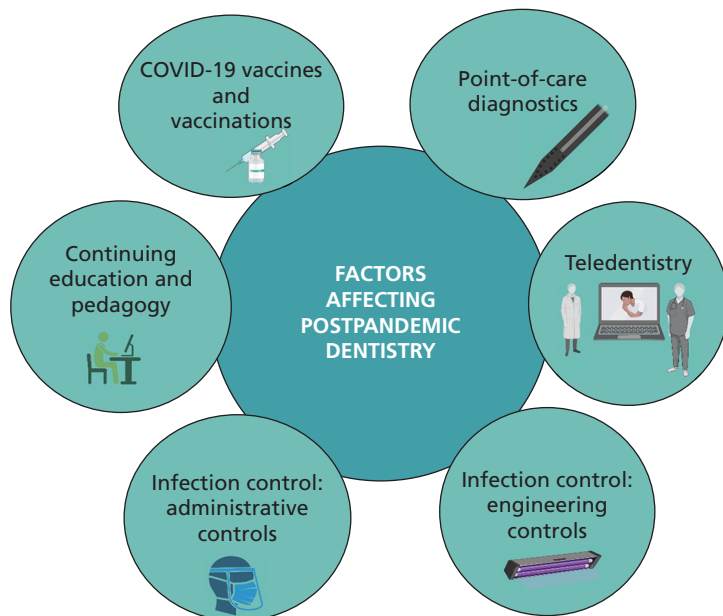 COVID-19 vaccines
and
vaccinations
Point-of-care
diagnostics
Continuing
education and
pedagogy
FACTORS
AFFECTING
POSTPANDEMIC
DENTISTRY
Teledentistry
Infection control:
administrative
controls
Infection control:
engineering
controls